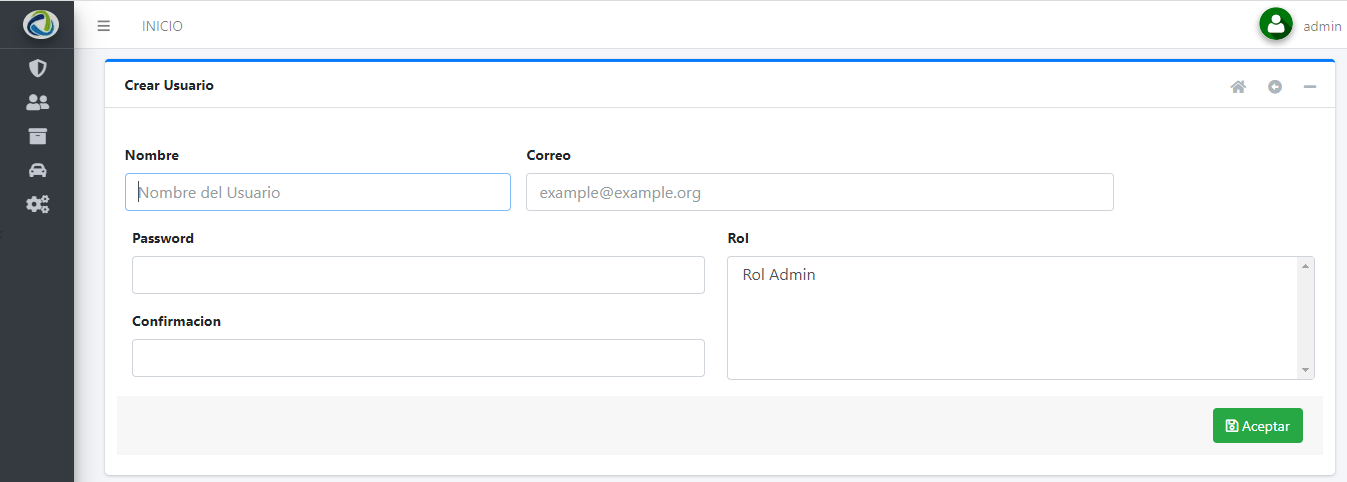 INICIO
admin
Crear Usuario
Nombre
Correo
Nombre del Usuario
example@example.org
Password
Rol
Rol Admin
Confirmacion
Aceptar